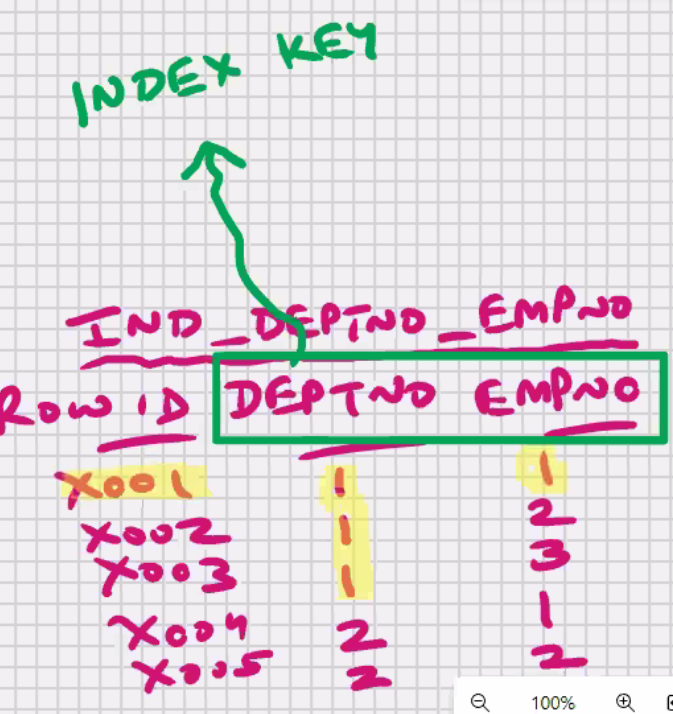 INDEX KEY
IND_DEPTNO_EMPNO
ROW ID DEPTNO EMPNO
X001 1 1
X002 1 2
X003 1 3
X004 2 1
X005 2 2
100%